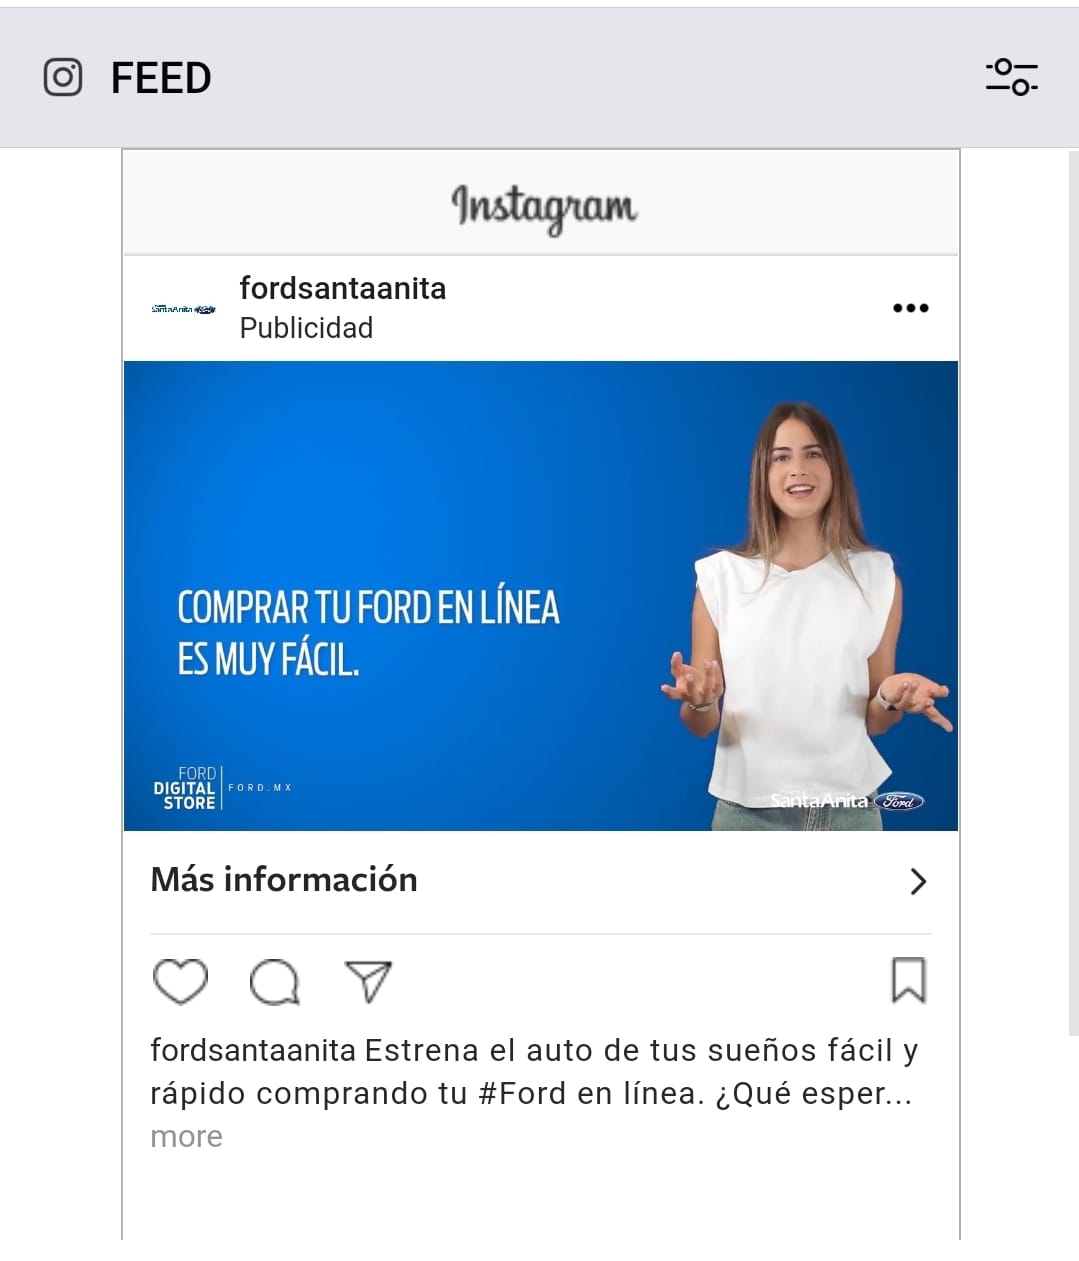 FEED
Instagram
fordsantaanita
Publicidad
SantaAnita Ford
COMPRAR TU FORD EN LÍNEA
ES MUY FÁCIL.
FORD
DIGITAL
STORE
FORD.MX
SantaAnita Ford
Más información
fordsantaanita Estrena el auto de tus sueños fácil y
rápido comprando tu #Ford en línea. ¿Qué esper...
more